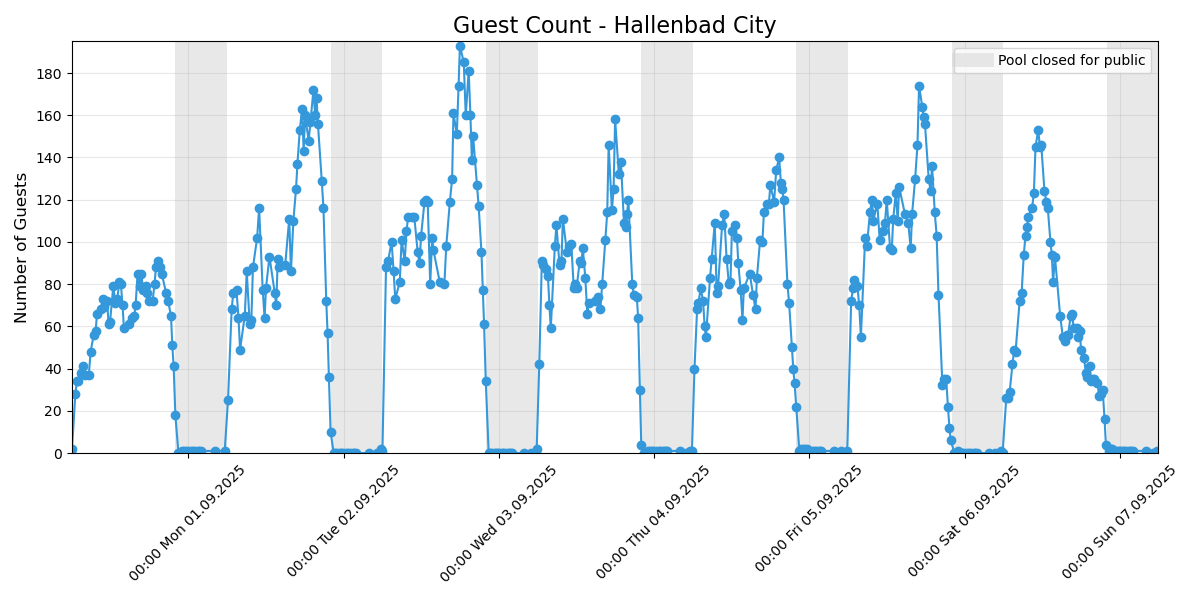 Guest Count - Hallenbad City
Pool closed for public
Number of Guests
180
160
140
120
100
80
60
40
20
0
00:00 Mon 01.09.2025
00:00 Tue 02.09.2025
00:00 Wed 03.09.2025
00:00 Thu 04.09.2025
00:00 Fri 05.09.2025
00:00 Sat 06.09.2025
00:00 Sun 07.09.2025